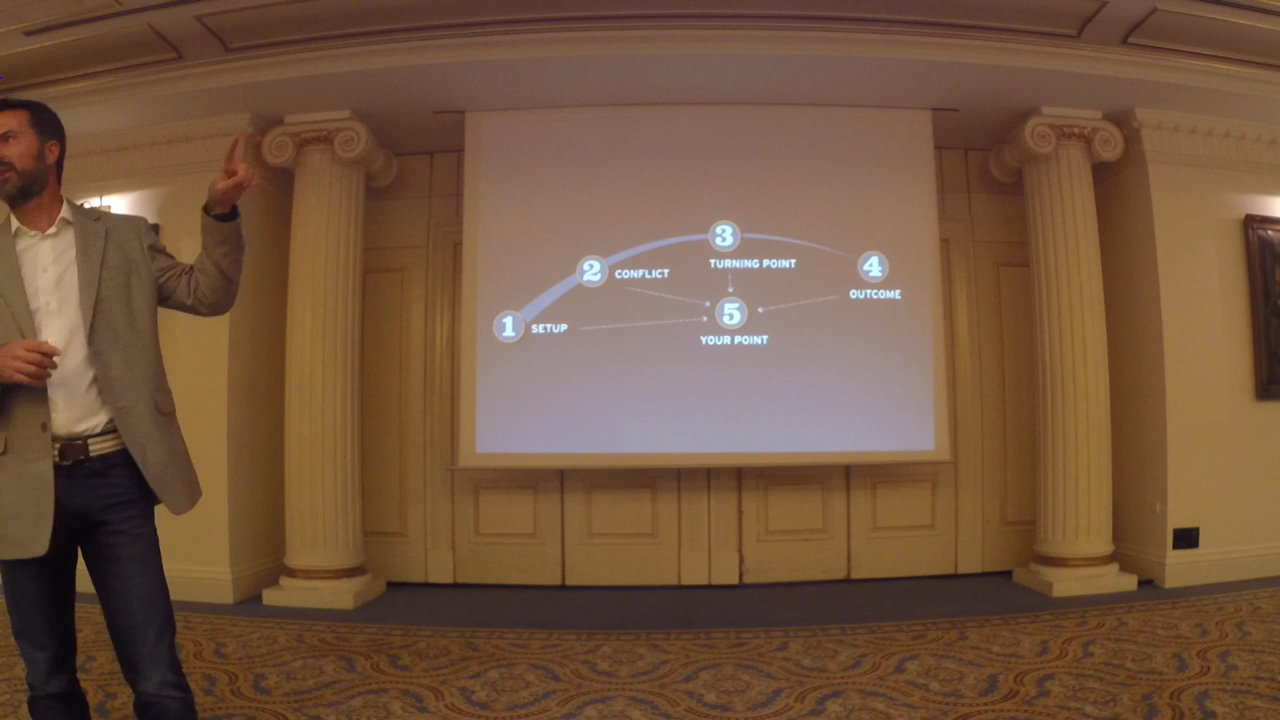 1 SETUP
2 CONFLICT
3
TURNING POINT
4
OUTCOME
5
YOUR POINT